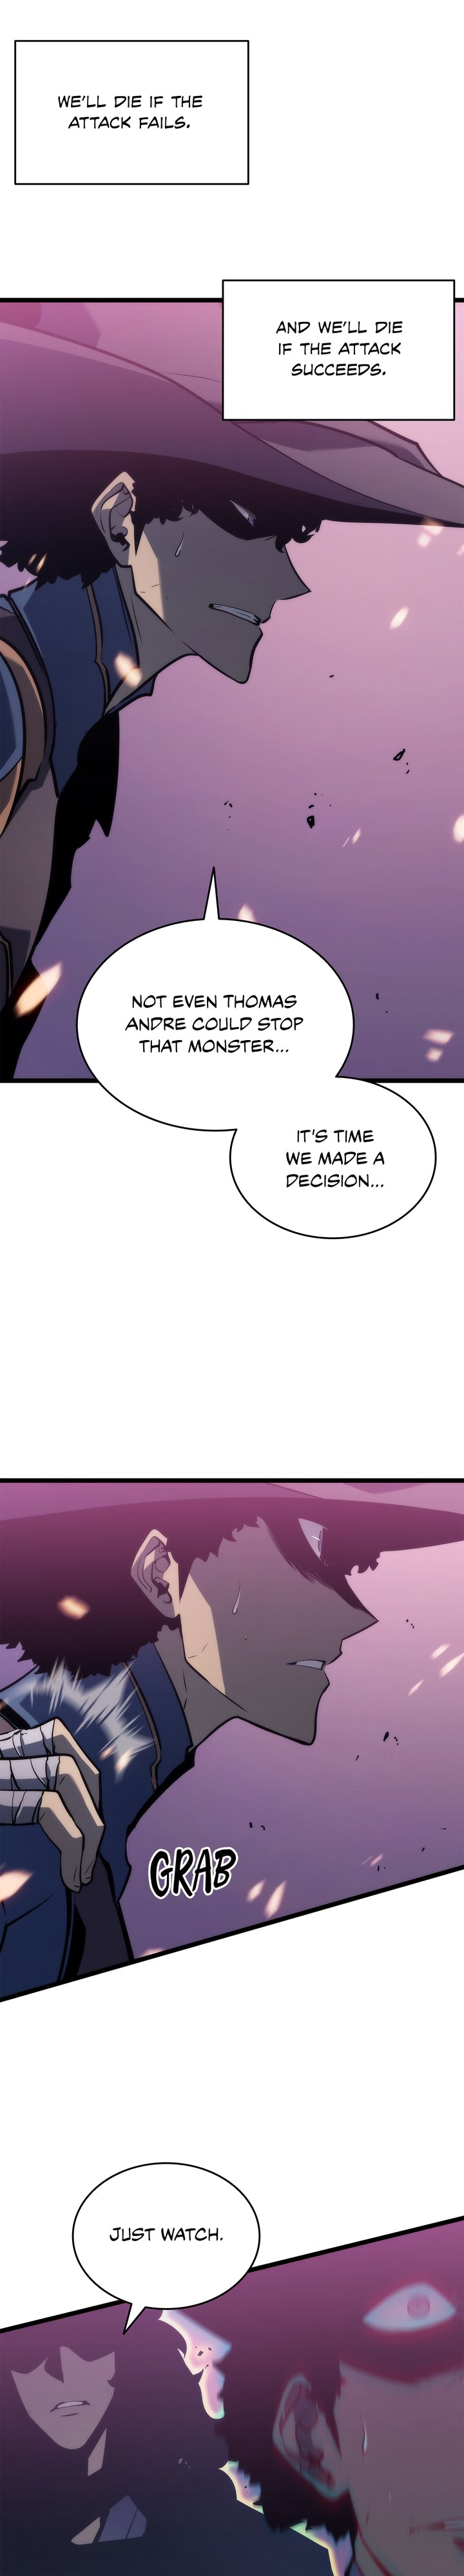 WE'LL DIE IF THE
ATTACK FAILS.
AND WE'LL DIE
IF THE ATTACK
SUCCEEDS.
NOT EVEN THOMAS
ANDRE COULD STOP
THAT MONSTER...
IT'S TIME
WE MADE A
DECISION...
GRAB
JUST WATCH.